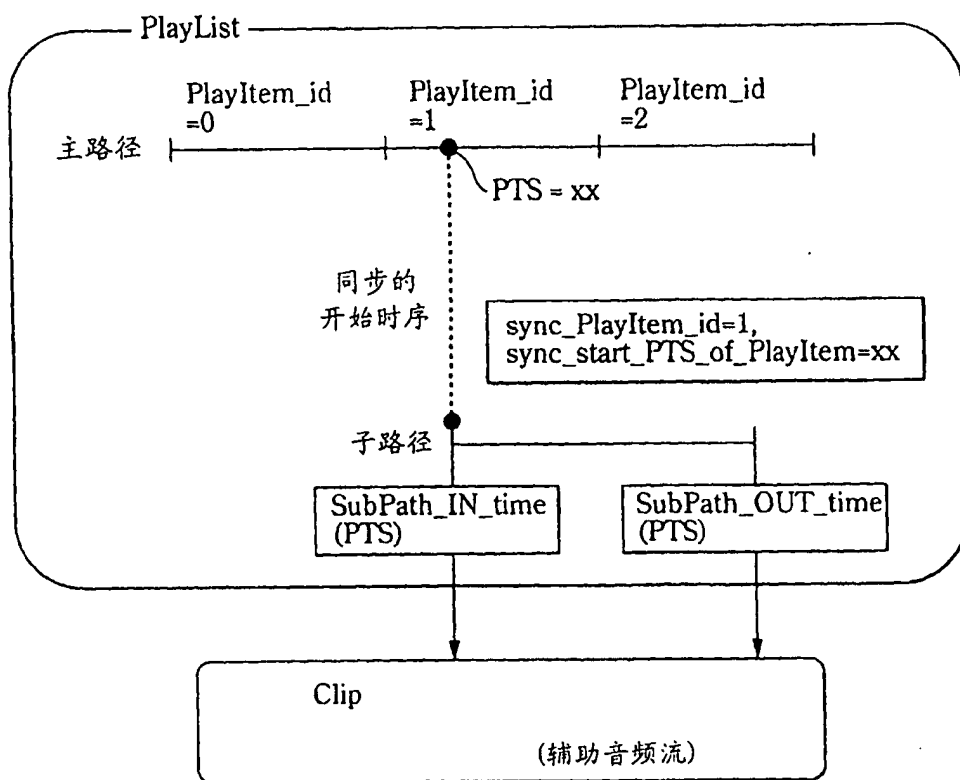 PlayList
PlayItem_id
=0
PlayItem_id
=1
PlayItem_id
=2
主路径
PTS = xx
同步的
开始时序
sync_PlayItem_id=1,
sync_start_PTS_of_PlayItem=xx
子路径
SubPath_IN_time
(PTS)
SubPath_OUT_time
(PTS)
Clip
(辅助音频流)